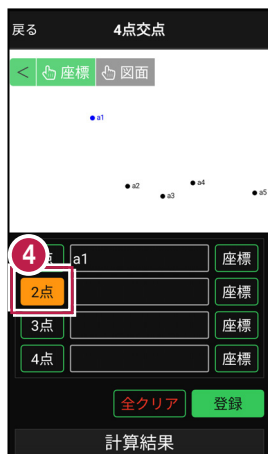 戻る 4点交点
< 座標 図面
a1
a2 a3 a4 a5
4 点 a1 座標
2点 座標
3点 座標
4点 座標
全クリア 登録
計算結果